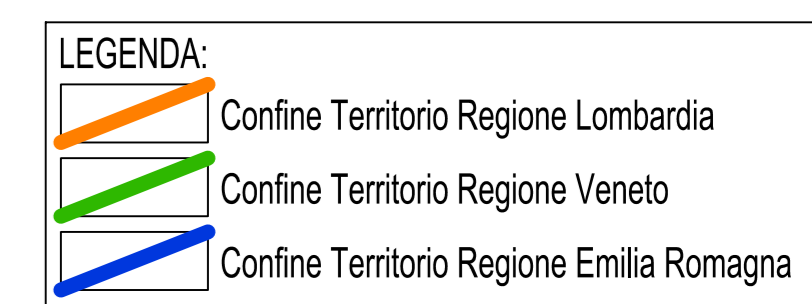 LEGENDA:
Confine Territorio Regione Lombardia
Confine Territorio Regione Veneto
Confine Territorio Regione Emilia Romagna